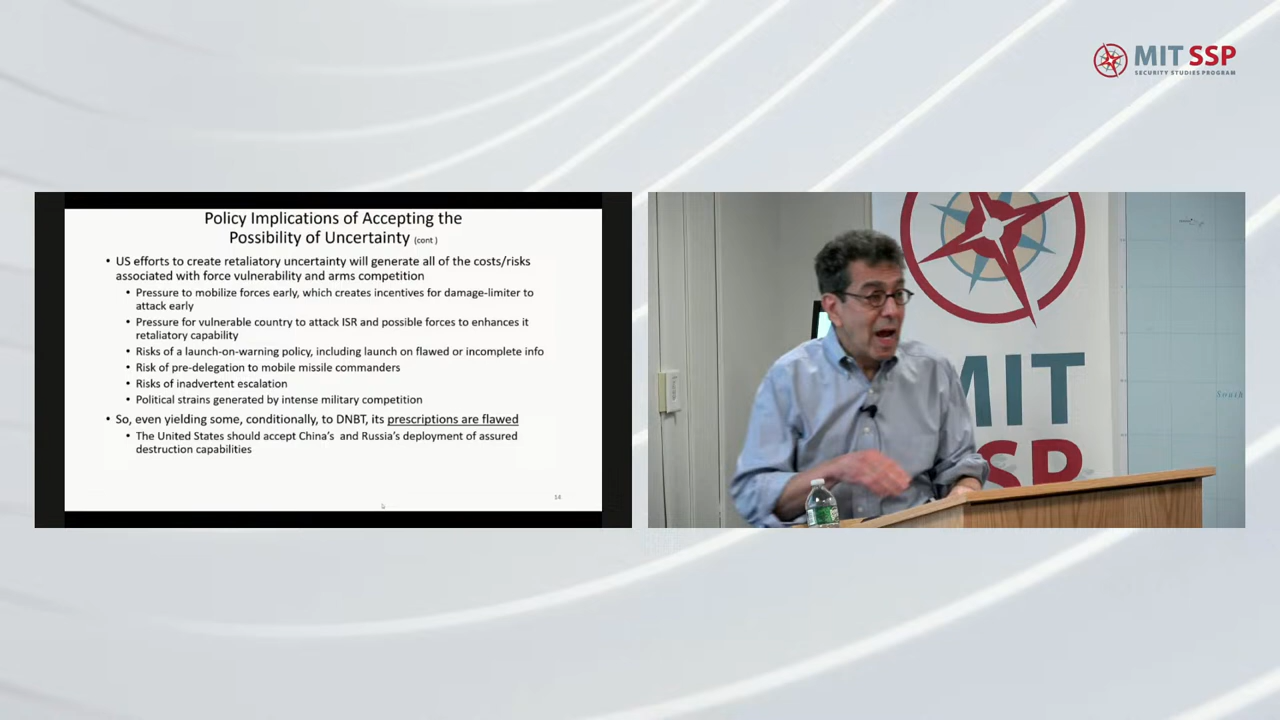 MIT SSP
SECURITY STUDIES PROGRAM
Policy Implications of Accepting the
Possibility of Uncertainty (cont )
• US efforts to create retaliatory uncertainty will generate all of the costs/risks
associated with force vulnerability and arms competition
• Pressure to mobilize forces early, which creates incentives for damage-limiter to
attack early
• Pressure for vulnerable country to attack ISR and possible forces to enhances it
retaliatory capability
• Risks of a launch-on-warning policy, including launch on flawed or incomplete info
• Risk of pre-delegation to mobile missile commanders
• Risks of inadvertent escalation
• Political strains generated by intense military competition
• So, even yielding some, conditionally, to DNBT, its prescriptions are flawed
• The United States should accept China's and Russia's deployment of assured
destruction capabilities
14
MIT
SSP
South